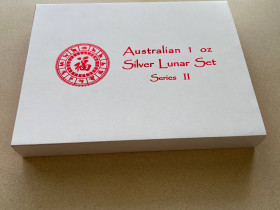 福
Australian 1 oz
Silver Lunar Set
Series II